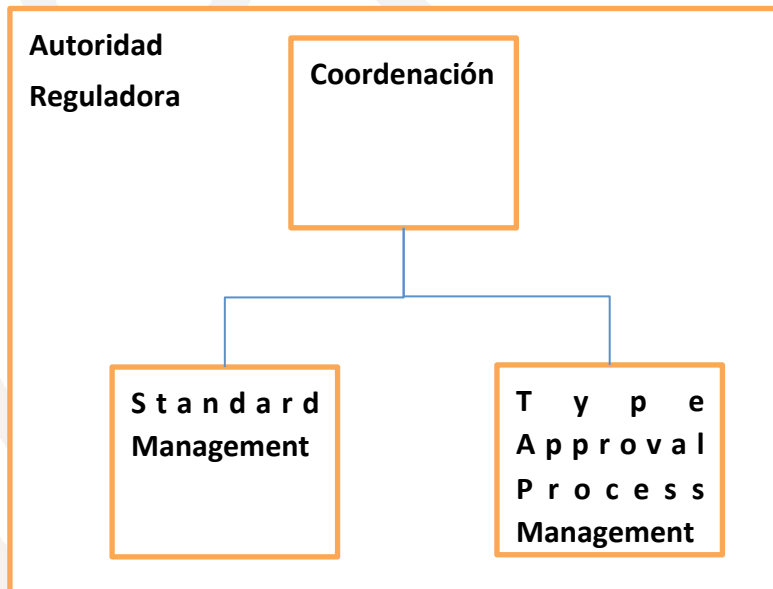 Autoridad
Reguladora
Coordenación
Standard
Management
Type
Approval
Process
Management